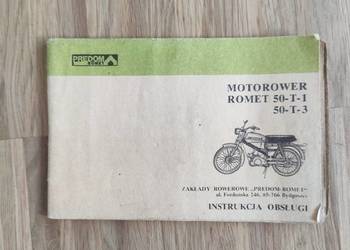 PREDOM
ROMET
MOTOROWER
ROMET 50-T-1
50-T-3
ZAKŁADY ROWEROWE „PREDOM-ROMET”
ul. Fordońska 246, 85-766 Bydgoszcz
INSTRUKCJA OBSŁUGI